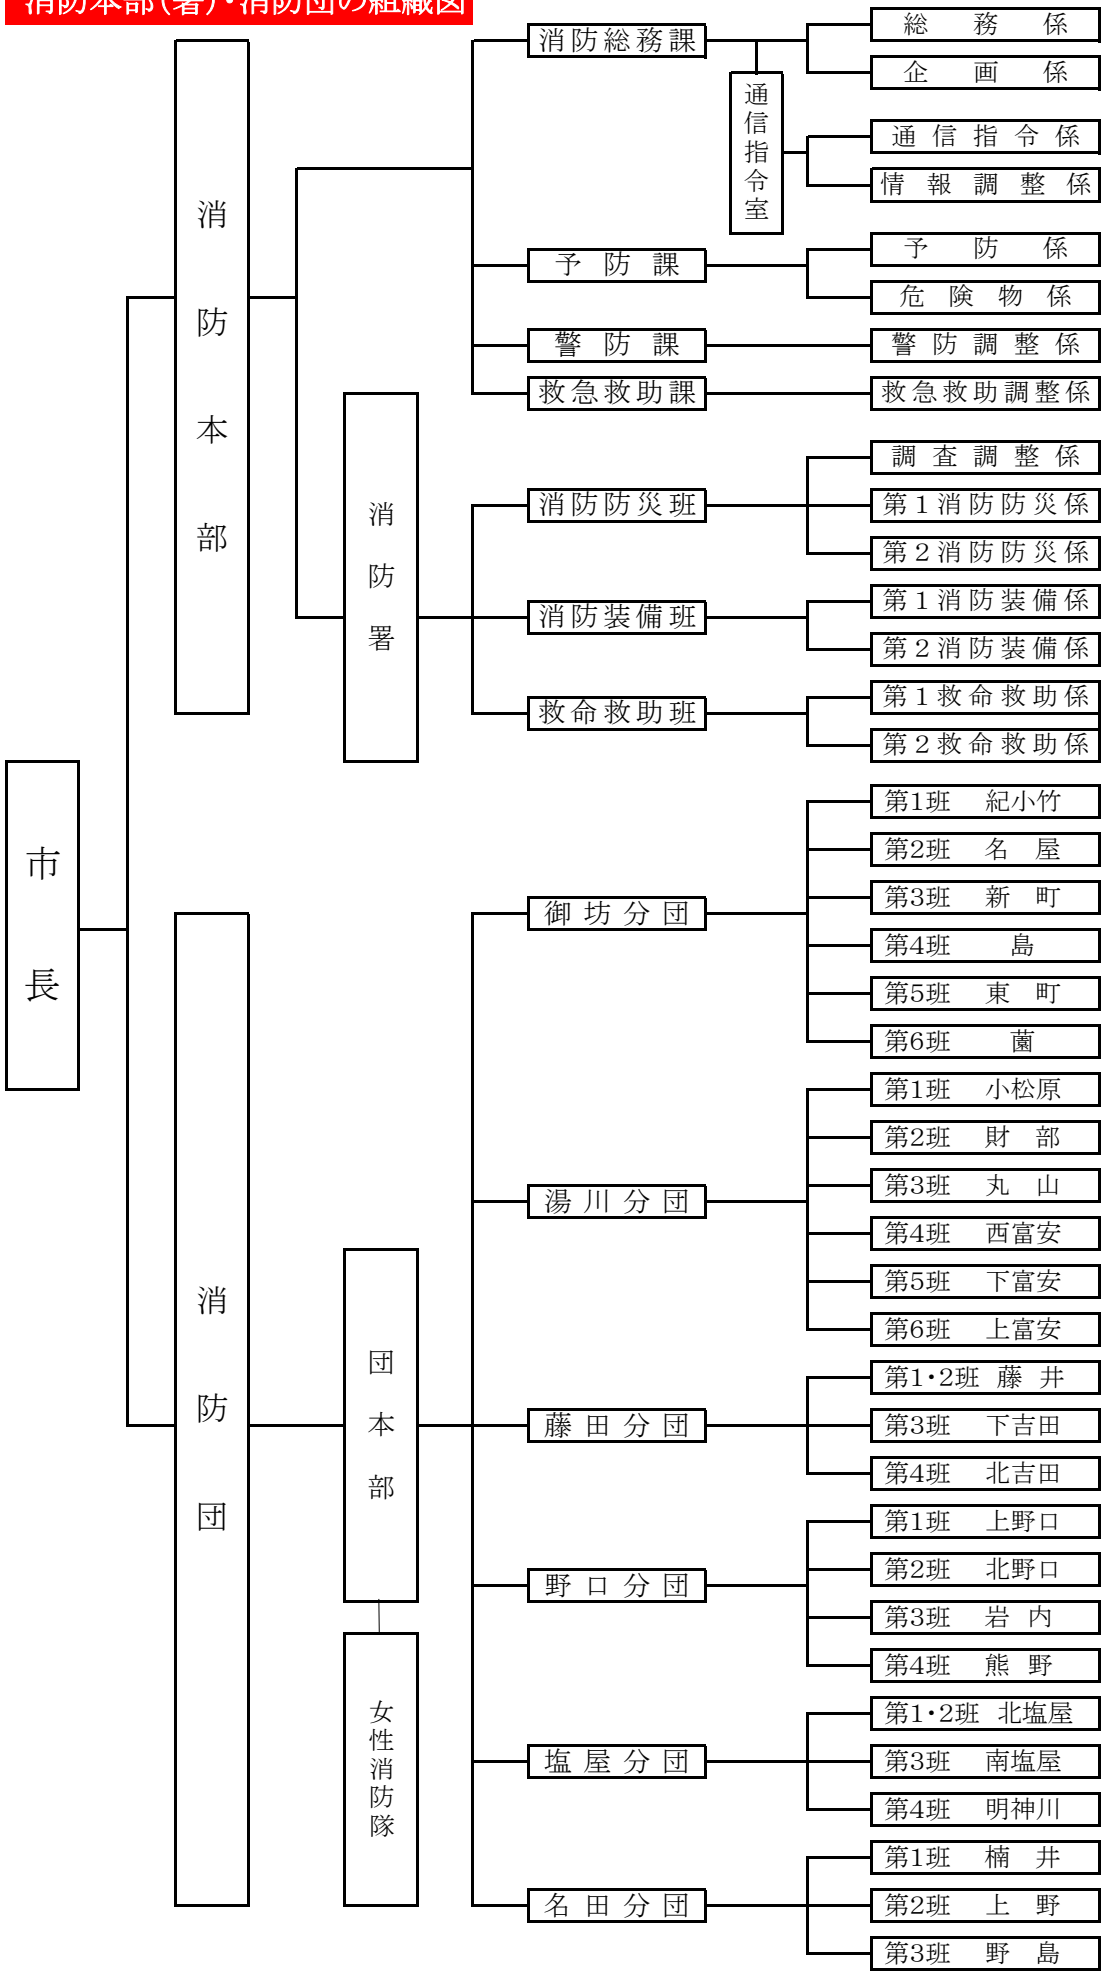 消防本部(署)・消防団の組織図
市長
消防本部
消防総務課
総務係
企画係
通信指令室
通信指令係
情報調整係
予防課
予防係
危険物係
警防課
警防調整係
救急救助課
救急救助調整係
消防署
消防防災班
調査調整係
第1消防防災係
第2消防防災係
消防装備班
第1消防装備係
第2消防装備係
救命救助班
第1救命救助係
第2救命救助係
消防団
団本部
女性消防隊
御坊分団
第1班 紀小竹
第2班 名屋
第3班 新町
第4班 島
第5班 東町
第6班 薗
湯川分団
第1班 小松原
第2班 財部
第3班 丸山
第4班 西富安
第5班 下富安
第6班 上富安
藤田分団
第1・2班 藤井
第3班 下吉田
第4班 北吉田
野口分団
第1班 上野口
第2班 北野口
第3班 岩内
第4班 熊野
塩屋分団
第1・2班 北塩屋
第3班 南塩屋
第4班 明神川
名田分団
第1班 楠井
第2班 上野
第3班 野島